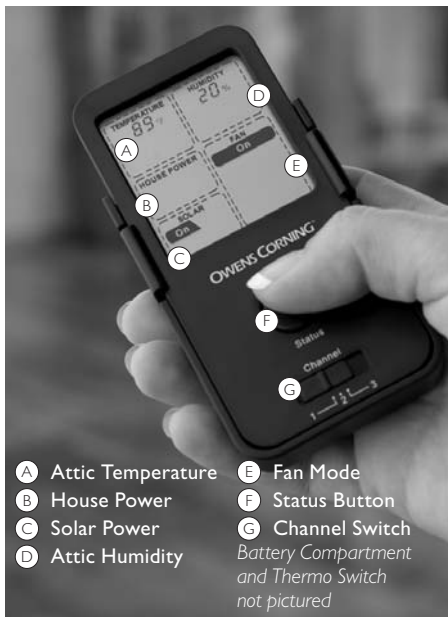 TEMPERATURE
89 °F
HUMIDITY
20 %
D
A
FAN
On
HOUSE POWER
E
B
SOLAR
On
C
OWENS CORNING™
F
Status
Channel
G
1 2 3
A Attic Temperature
B House Power
C Solar Power
D Attic Humidity
E Fan Mode
F Status Button
G Channel Switch
Battery Compartment
and Thermo Switch
not pictured